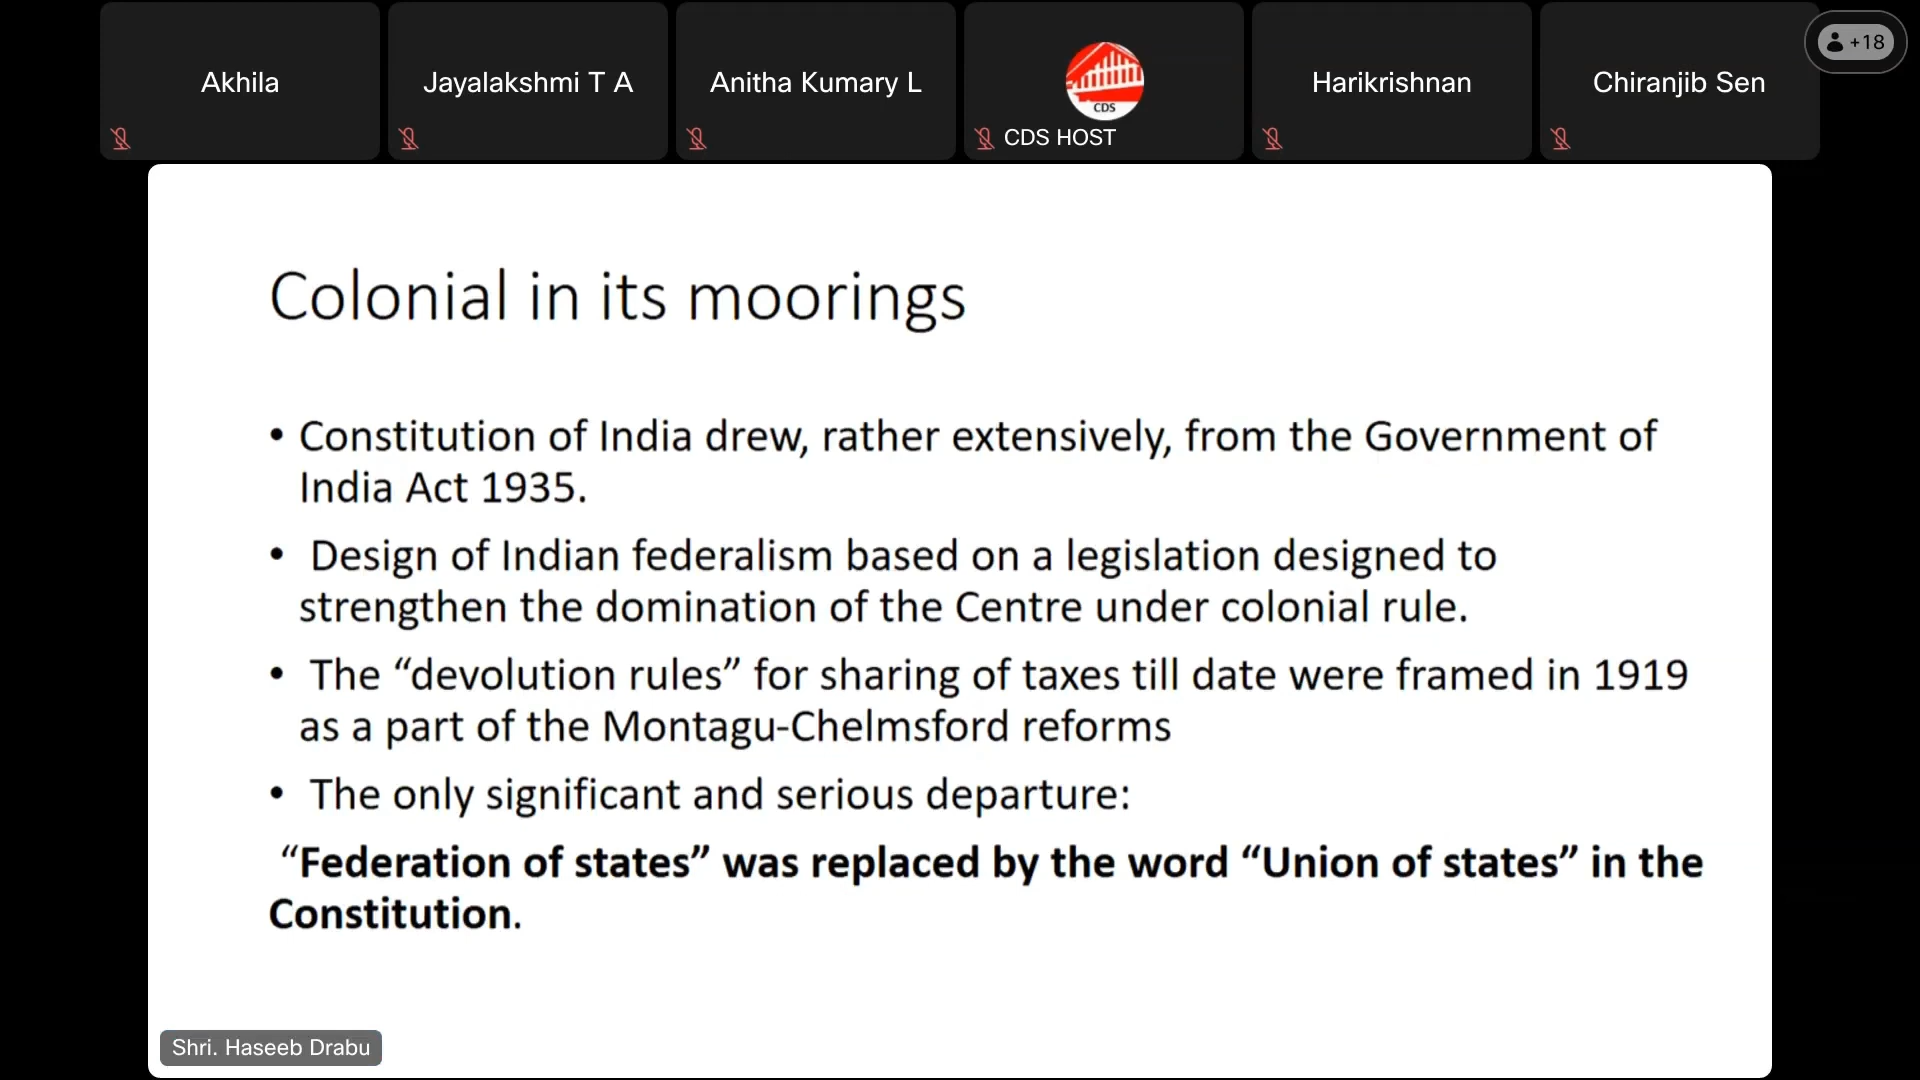 Akhila
Jayalakshmi T A
Anitha Kumary L
CDS
CDS HOST
Harikrishnan
Chiranjib Sen
+18
Colonial in its moorings
• Constitution of India drew, rather extensively, from the Government of
India Act 1935.
• Design of Indian federalism based on a legislation designed to
strengthen the domination of the Centre under colonial rule.
• The “devolution rules” for sharing of taxes till date were framed in 1919
as a part of the Montagu-Chelmsford reforms
• The only significant and serious departure:
“Federation of states” was replaced by the word “Union of states” in the
Constitution.
Shri. Haseeb Drabu